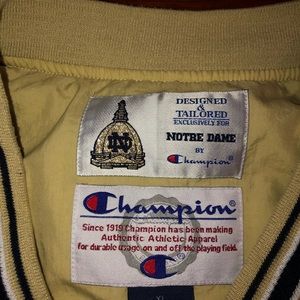 DESIGNED
&
TAILORED
EXCLUSIVELY FOR
NOTRE DAME
BY
Champion
ND
Champion
Since 1919 Champion has been making
Authentic Athletic Apparel
for durable usage on and off the playing field.
XL